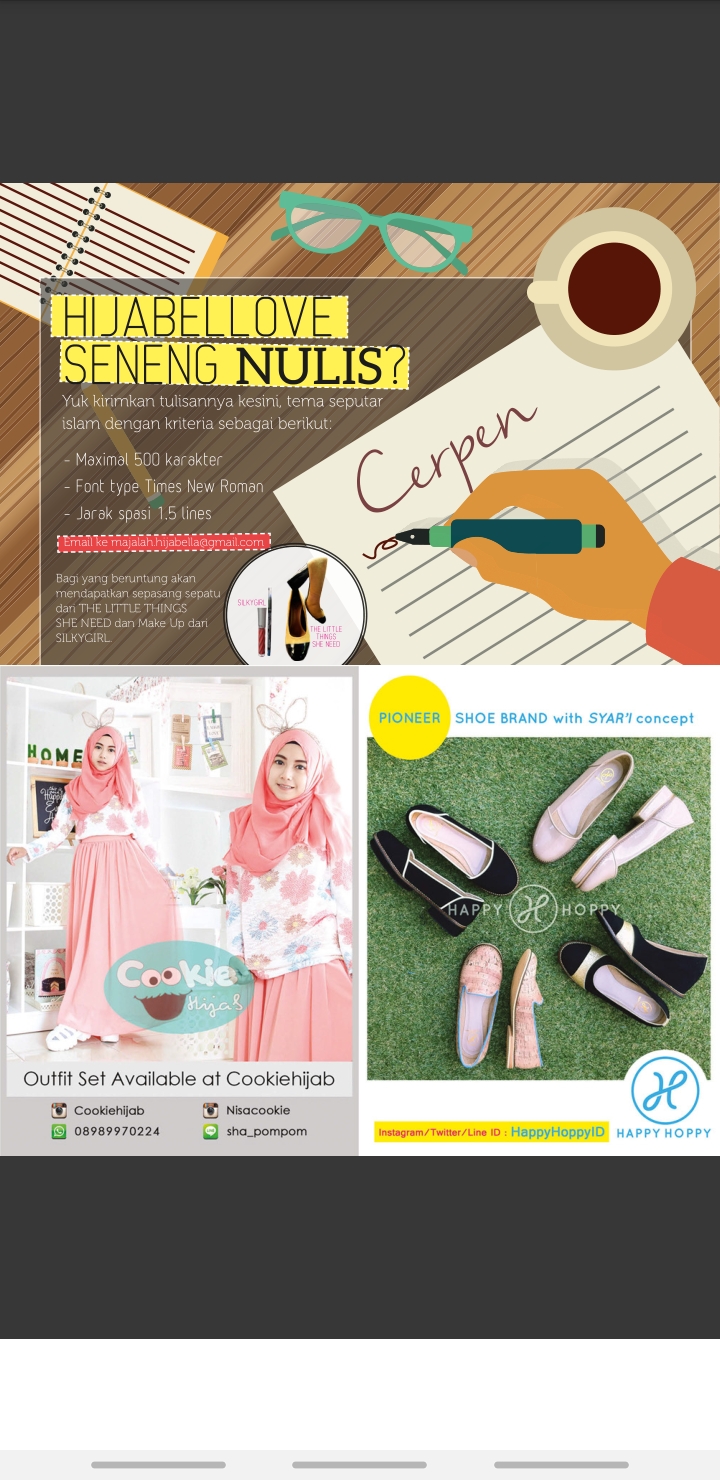 HIJABELLOVE
SENENG NULIS?
Yuk kirimkan tulisannya kesini, tema seputar
islam dengan kriteria sebagai berikut:
- Maximal 500 karakter
- Font type Times New Roman
- Jarak spasi 1,5 lines
Email ke majalah.hijabella@gmail.com
Bagi yang beruntung akan
mendapatkan sepasang sepatu
dari THE LITTLE THINGS
SHE NEED dan Make Up dari
SILKYGIRL.
SILKYGIRL
THE LITTLE
THINGS
SHE NEED
Cerpen
HOME
Cookie
Hijab
Outfit Set Available at Cookiehijab
Cookiehijab
Nisacookie
08989970224
sha_pompom
PIONEER SHOE BRAND with SYAR'I concept
HAPPY H HOPPY
Instagram/Twitter/Line ID : HappyHoppyID
H
HAPPY HOPPY